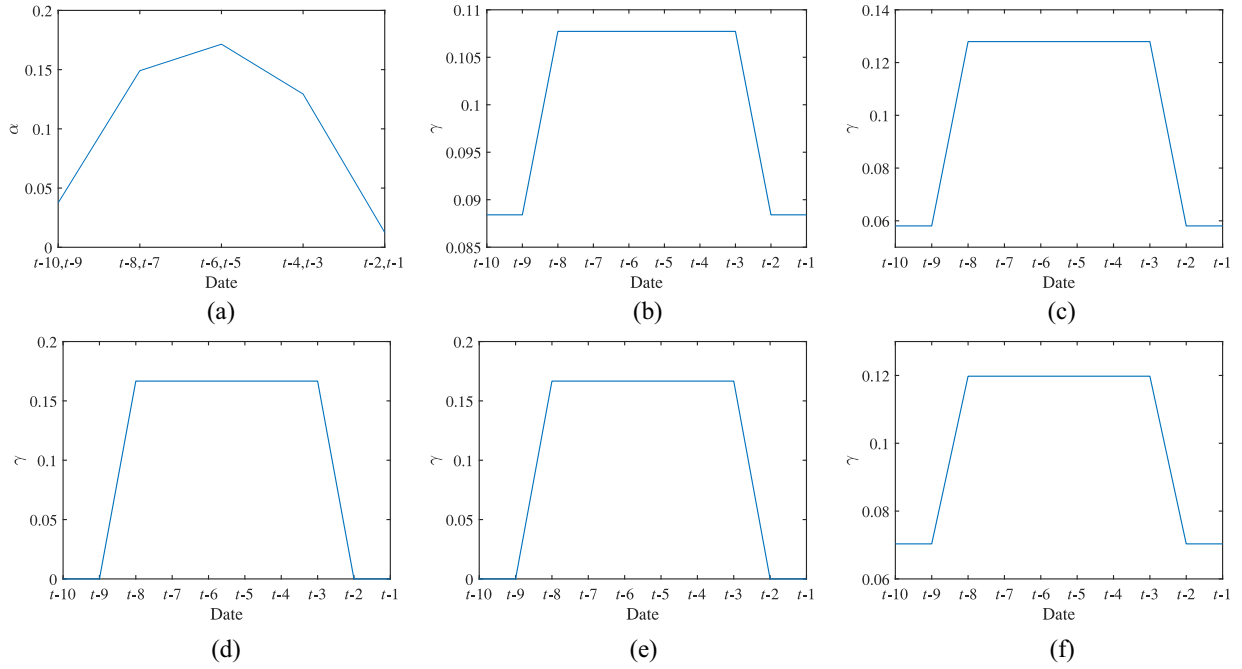 0.2
0.15
0.1
0.05
0
α
t-10,t-9 t-8,t-7 t-6,t-5 t-4,t-3 t-2,t-1
Date
(a)
0.11
0.105
0.1
0.095
0.09
0.085
γ
t-10 t-9 t-8 t-7 t-6 t-5 t-4 t-3 t-2 t-1
Date
(b)
0.14
0.12
0.1
0.08
0.06
γ
t-10 t-9 t-8 t-7 t-6 t-5 t-4 t-3 t-2 t-1
Date
(c)
0.2
0.15
0.1
0.05
0
γ
t-10 t-9 t-8 t-7 t-6 t-5 t-4 t-3 t-2 t-1
Date
(d)
0.2
0.15
0.1
0.05
0
γ
t-10 t-9 t-8 t-7 t-6 t-5 t-4 t-3 t-2 t-1
Date
(e)
0.12
0.1
0.08
0.06
γ
t-10 t-9 t-8 t-7 t-6 t-5 t-4 t-3 t-2 t-1
Date
(f)